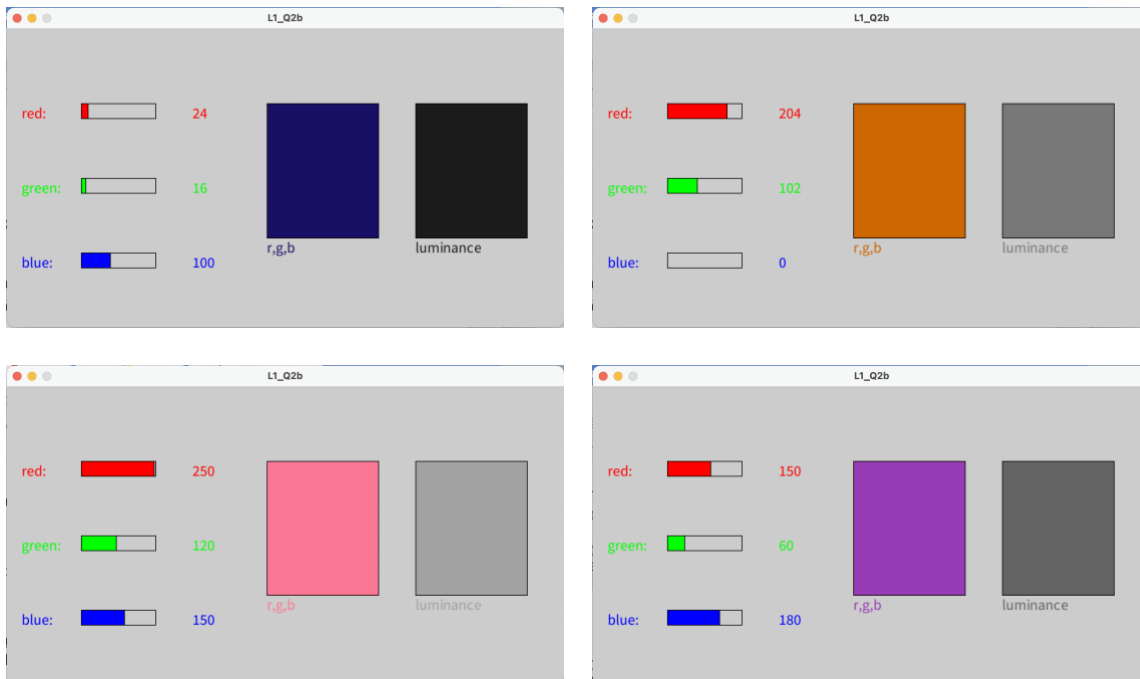 L1_Q2b
red: 24
green: 16
blue: 100
r,g,b luminance
L1_Q2b
red: 204
green: 102
blue: 0
r,g,b luminance
L1_Q2b
red: 250
green: 120
blue: 150
r,g,b luminance
L1_Q2b
red: 150
green: 60
blue: 180
r,g,b luminance